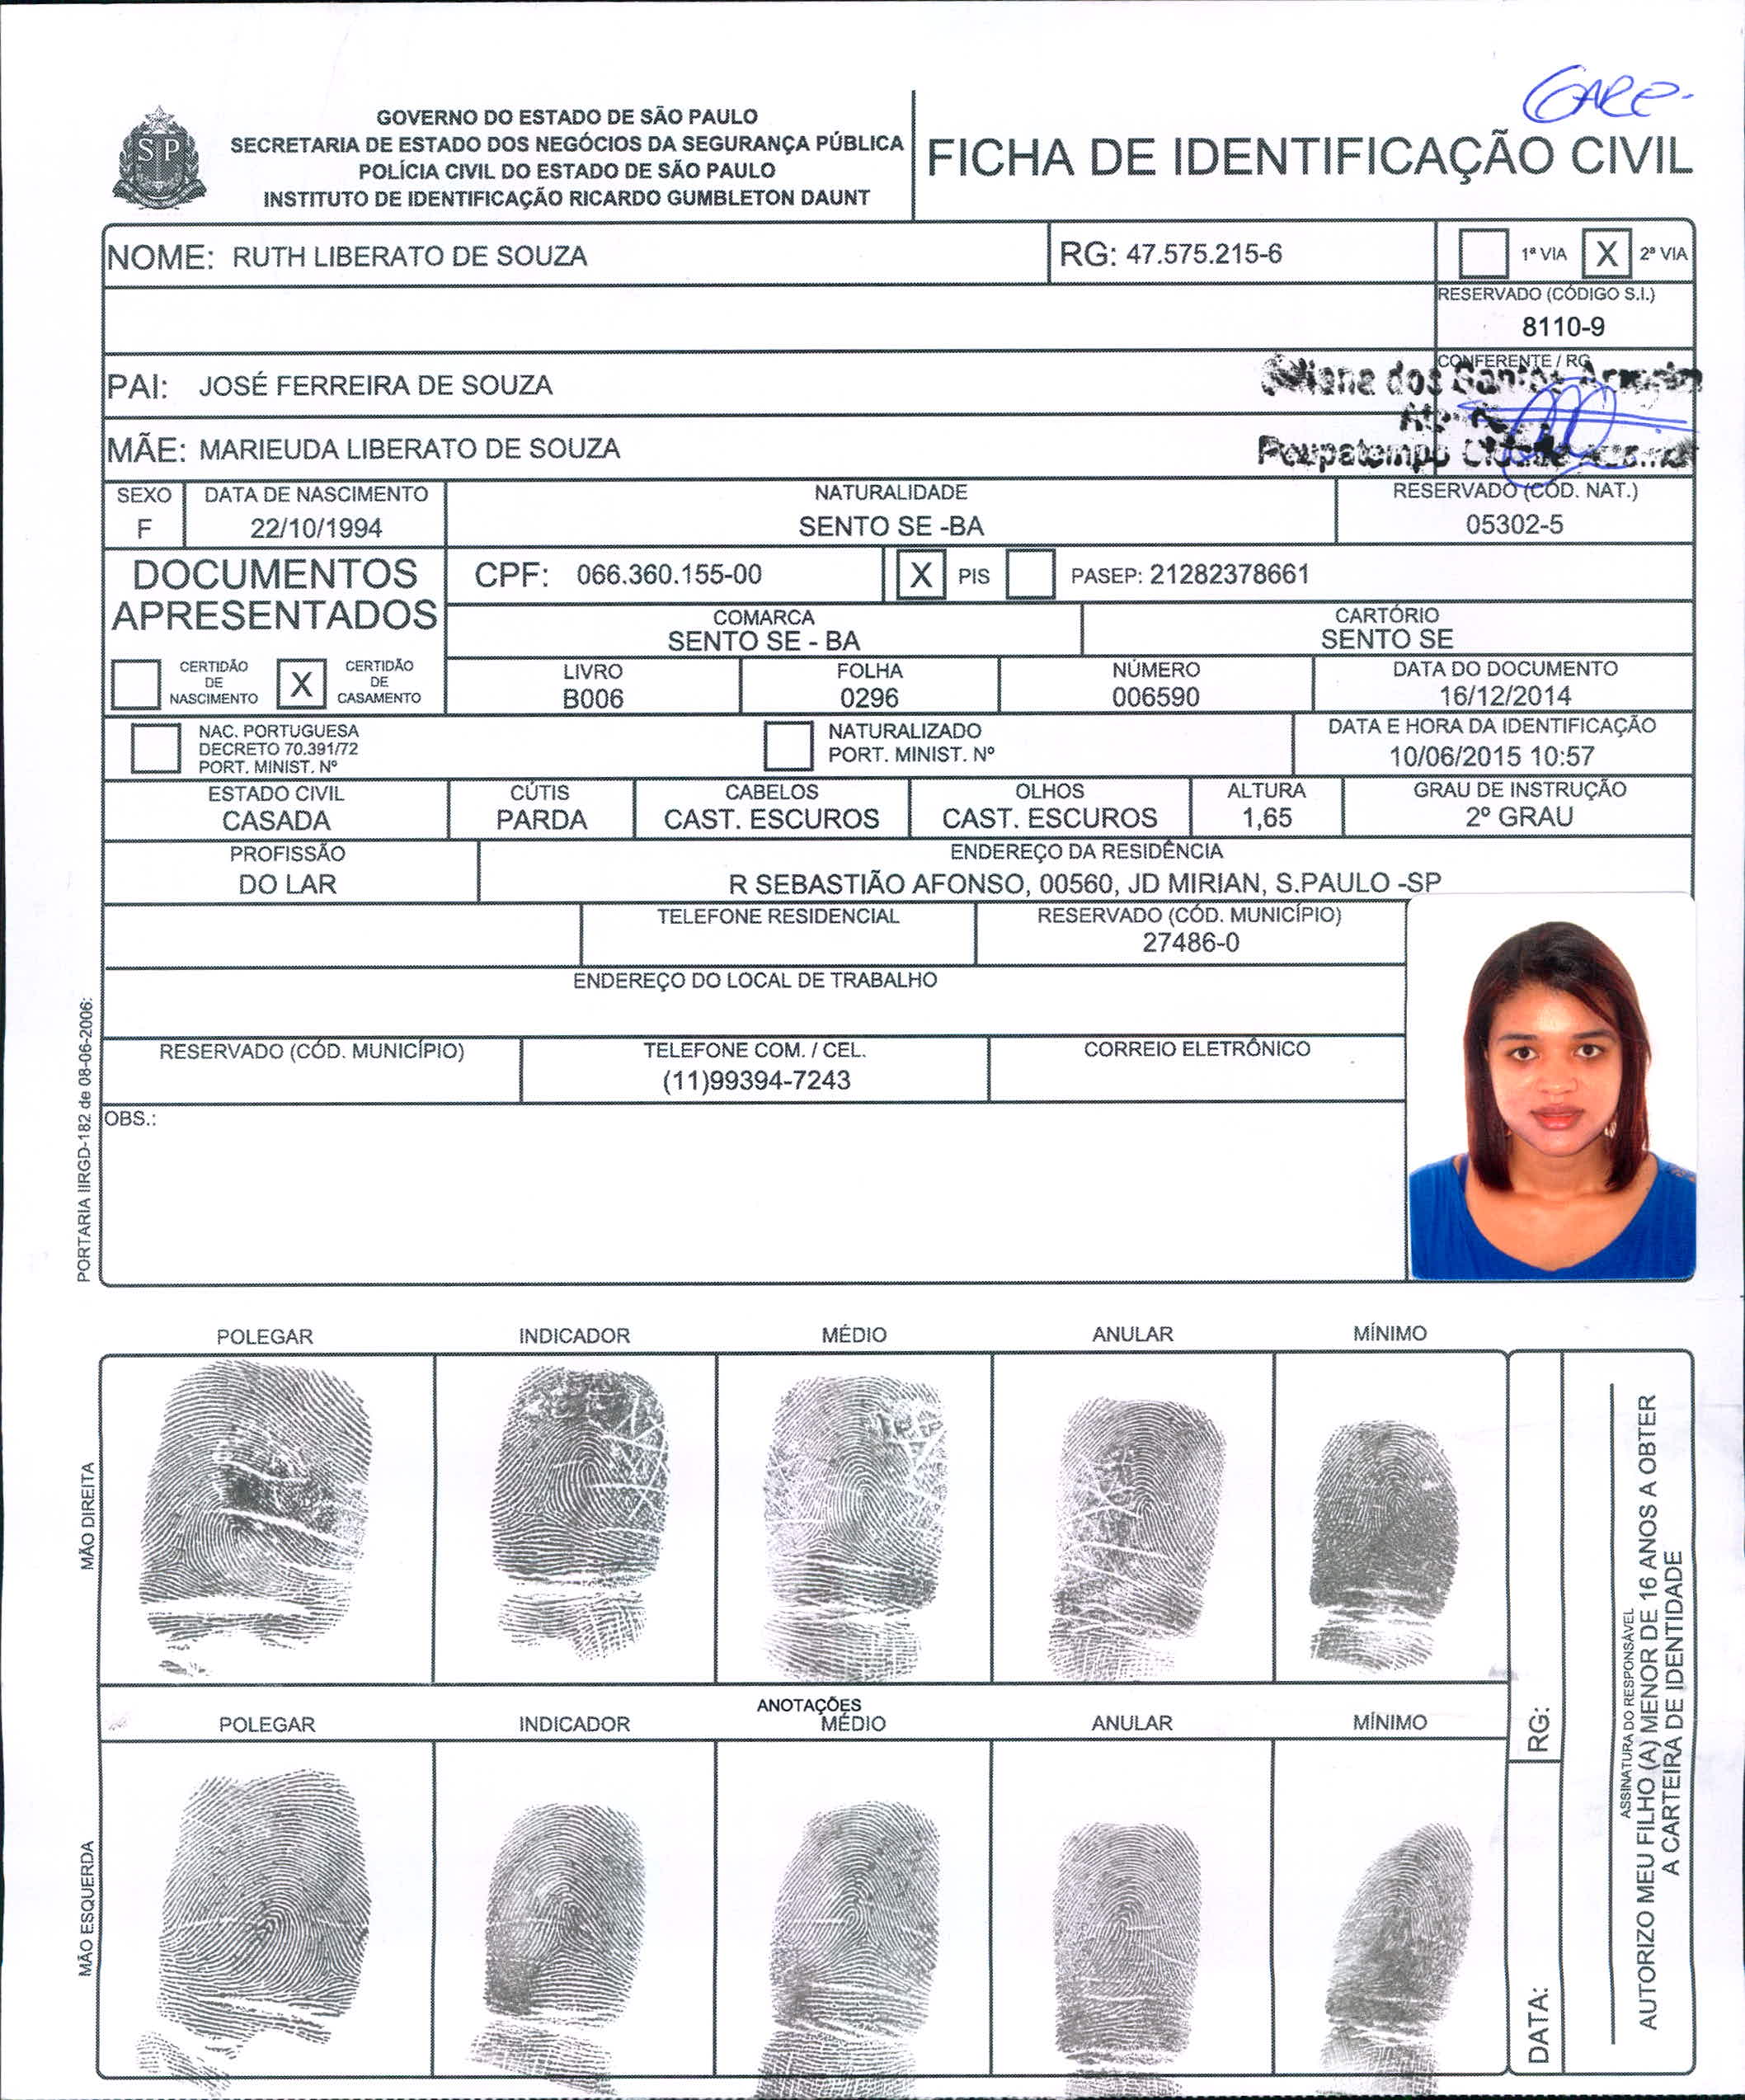 GARE.
GOVERNO DO ESTADO DE SÃO PAULO
SECRETARIA DE ESTADO DOS NEGÓCIOS DA SEGURANÇA PÚBLICA
POLÍCIA CIVIL DO ESTADO DE SÃO PAULO
INSTITUTO DE IDENTIFICAÇÃO RICARDO GUMBLETON DAUNT
SP
FICHA DE IDENTIFICAÇÃO CIVIL
NOME: RUTH LIBERATO DE SOUZA RG: 47.575.215-6 1ª VIA X 2ª VIA
RESERVADO (CÓDIGO S.I.)
8110-9
CONFERENTE / RG
PAI: JOSÉ FERREIRA DE SOUZA
dos Santos
MÃE: MARIEUDA LIBERATO DE SOUZA
Poupatempo Cidade
SEXO DATA DE NASCIMENTO NATURALIDADE RESERVADO (CÓD. NAT.)
F 22/10/1994 SENTO SE -BA 05302-5
DOCUMENTOS
APRESENTADOS
CPF: 066.360.155-00 X PIS PASEP: 21282378661
COMARCA CARTÓRIO
SENTO SE - BA SENTO SE
CERTIDÃO
DE
NASCIMENTO
X CERTIDÃO
DE
CASAMENTO
LIVRO FOLHA NÚMERO DATA DO DOCUMENTO
B006 0296 006590 16/12/2014
NAC. PORTUGUESA
DECRETO 70.391/72
PORT. MINIST. Nº
NATURALIZADO
PORT. MINIST. Nº
DATA E HORA DA IDENTIFICAÇÃO
10/06/2015 10:57
ESTADO CIVIL CÚTIS CABELOS OLHOS ALTURA GRAU DE INSTRUÇÃO
CASADA PARDA CAST. ESCUROS CAST. ESCUROS 1,65 2º GRAU
PROFISSÃO ENDEREÇO DA RESIDÊNCIA
DO LAR R SEBASTIÃO AFONSO, 00560, JD MIRIAN, S.PAULO -SP
TELEFONE RESIDENCIAL RESERVADO (CÓD. MUNICÍPIO)
27486-0
ENDEREÇO DO LOCAL DE TRABALHO
RESERVADO (CÓD. MUNICÍPIO) TELEFONE COM. / CEL. CORREIO ELETRÔNICO
(11)99394-7243
OBS.:
PORTARIA IIRGD-182 de 08-06-2006:
POLEGAR INDICADOR MÉDIO ANULAR MÍNIMO
MÃO DIREITA
ANOTAÇÕES
POLEGAR INDICADOR MÉDIO ANULAR MÍNIMO
MÃO ESQUERDA
RG:
DATA:
ASSINATURA DO RESPONSÁVEL
AUTORIZO MEU FILHO (A) MENOR DE 16 ANOS A OBTER
A CARTEIRA DE IDENTIDADE